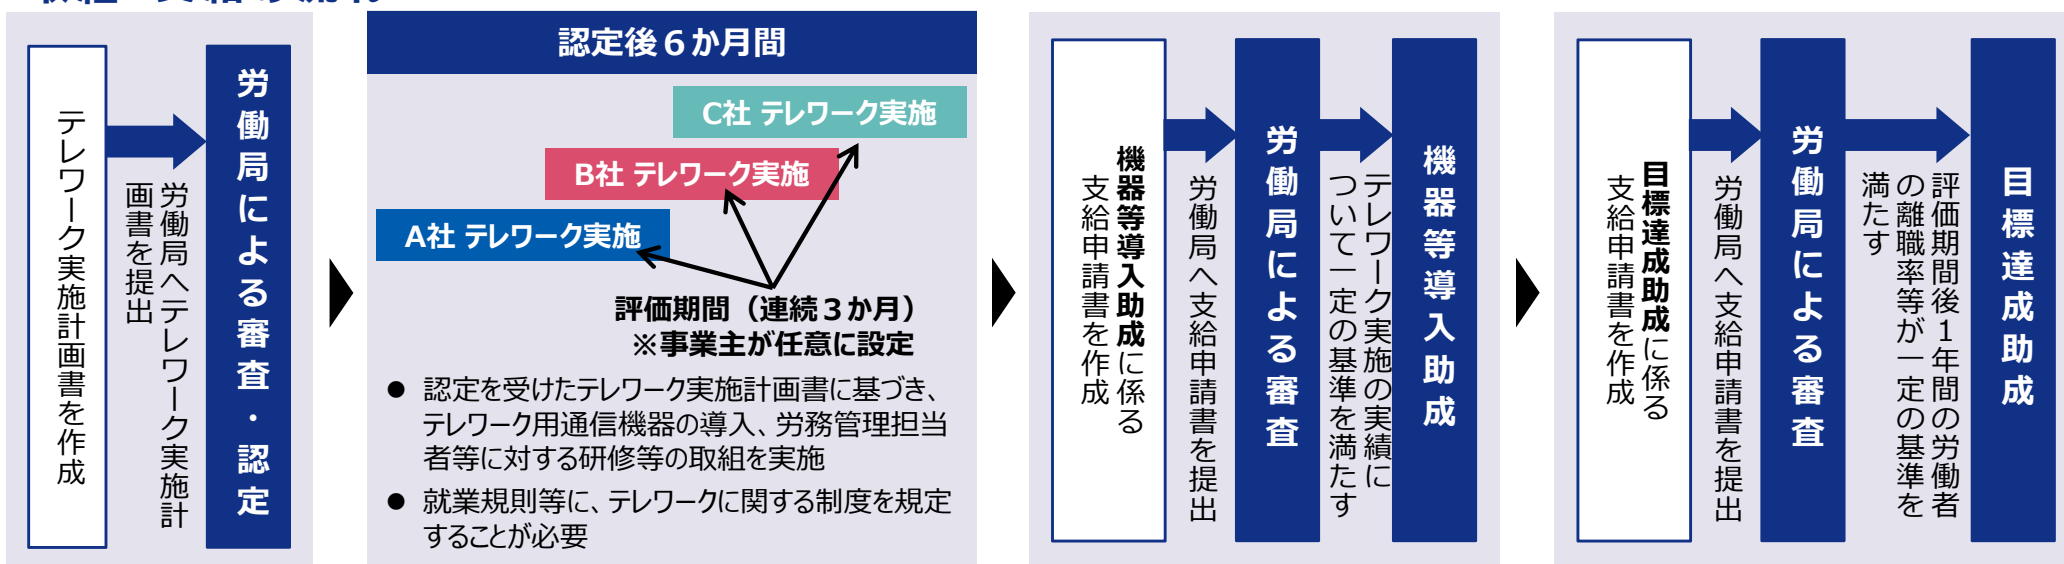 テレワーク実施計画書を作成
労働局へテレワーク実施計
画書を提出
労働局による審査・認定
認定後６か月間
C社 テレワーク実施
B社 テレワーク実施
A社 テレワーク実施
評価期間（連続３か月）
※事業主が任意に設定
● 認定を受けたテレワーク実施計画書に基づき、
テレワーク用通信機器の導入、労務管理担当
者等に対する研修等の取組を実施
● 就業規則等に、テレワークに関する制度を規定
することが必要
機器等導入助成に係る
支給申請書を作成
労働局へ支給申請書を提出
労働局による審査
テレワーク実施の実績に
ついて一定の基準を満たす
機器等導入助成
目標達成助成に係る
支給申請書を作成
労働局へ支給申請書を提出
労働局による審査
評価期間後１年間の労働者
の離職率等が一定の基準を
満たす
目標達成助成